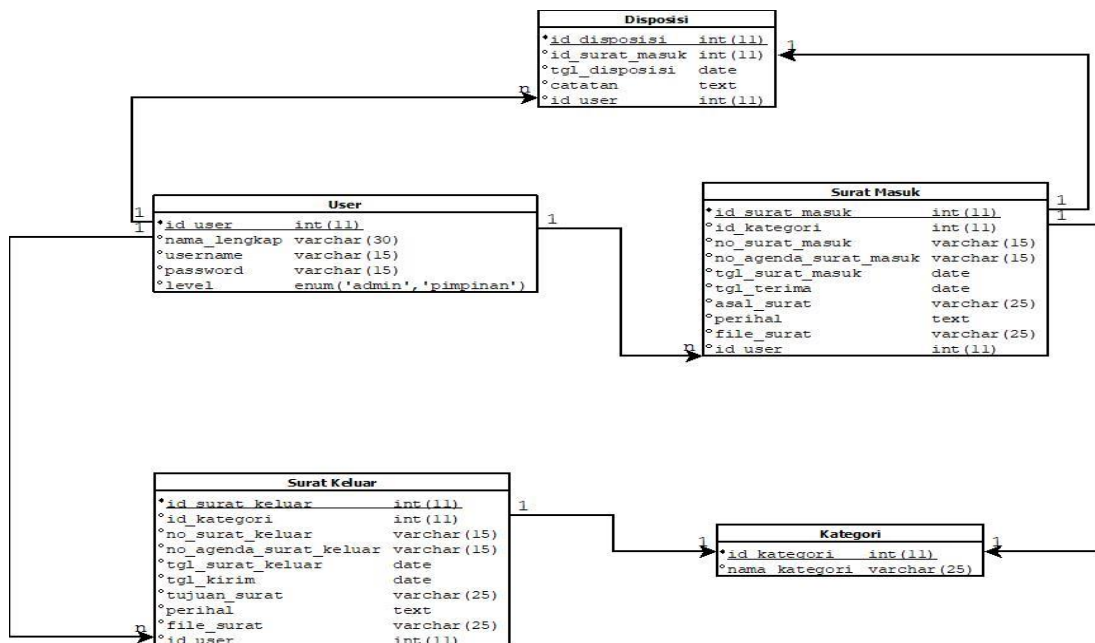 Disposisi
id_disposisi int(11)
id_surat_masuk int(11)
tgl_disposisi date
catatan text
id_user int(11)
1
n
User
id_user int(11)
nama_lengkap varchar(30)
username varchar(15)
password varchar(15)
level enum('admin','pimpinan')
1
1
1
Surat Masuk
id_surat_masuk int(11)
id_kategori int(11)
no_surat_masuk varchar(15)
no_agenda_surat_masuk varchar(15)
tgl_surat_masuk date
tgl_terima date
asal_surat varchar(25)
perihal text
file_surat varchar(25)
id_user int(11)
1
1
n
Surat Keluar
id_surat_keluar int(11)
id_kategori int(11)
no_surat_keluar varchar(15)
no_agenda_surat_keluar varchar(15)
tgl_surat_keluar date
tgl_kirim date
tujuan_surat varchar(25)
perihal text
file_surat varchar(25)
id_user int(11)
1
n
Kategori
id_kategori int(11)
nama_kategori varchar(25)
1
1